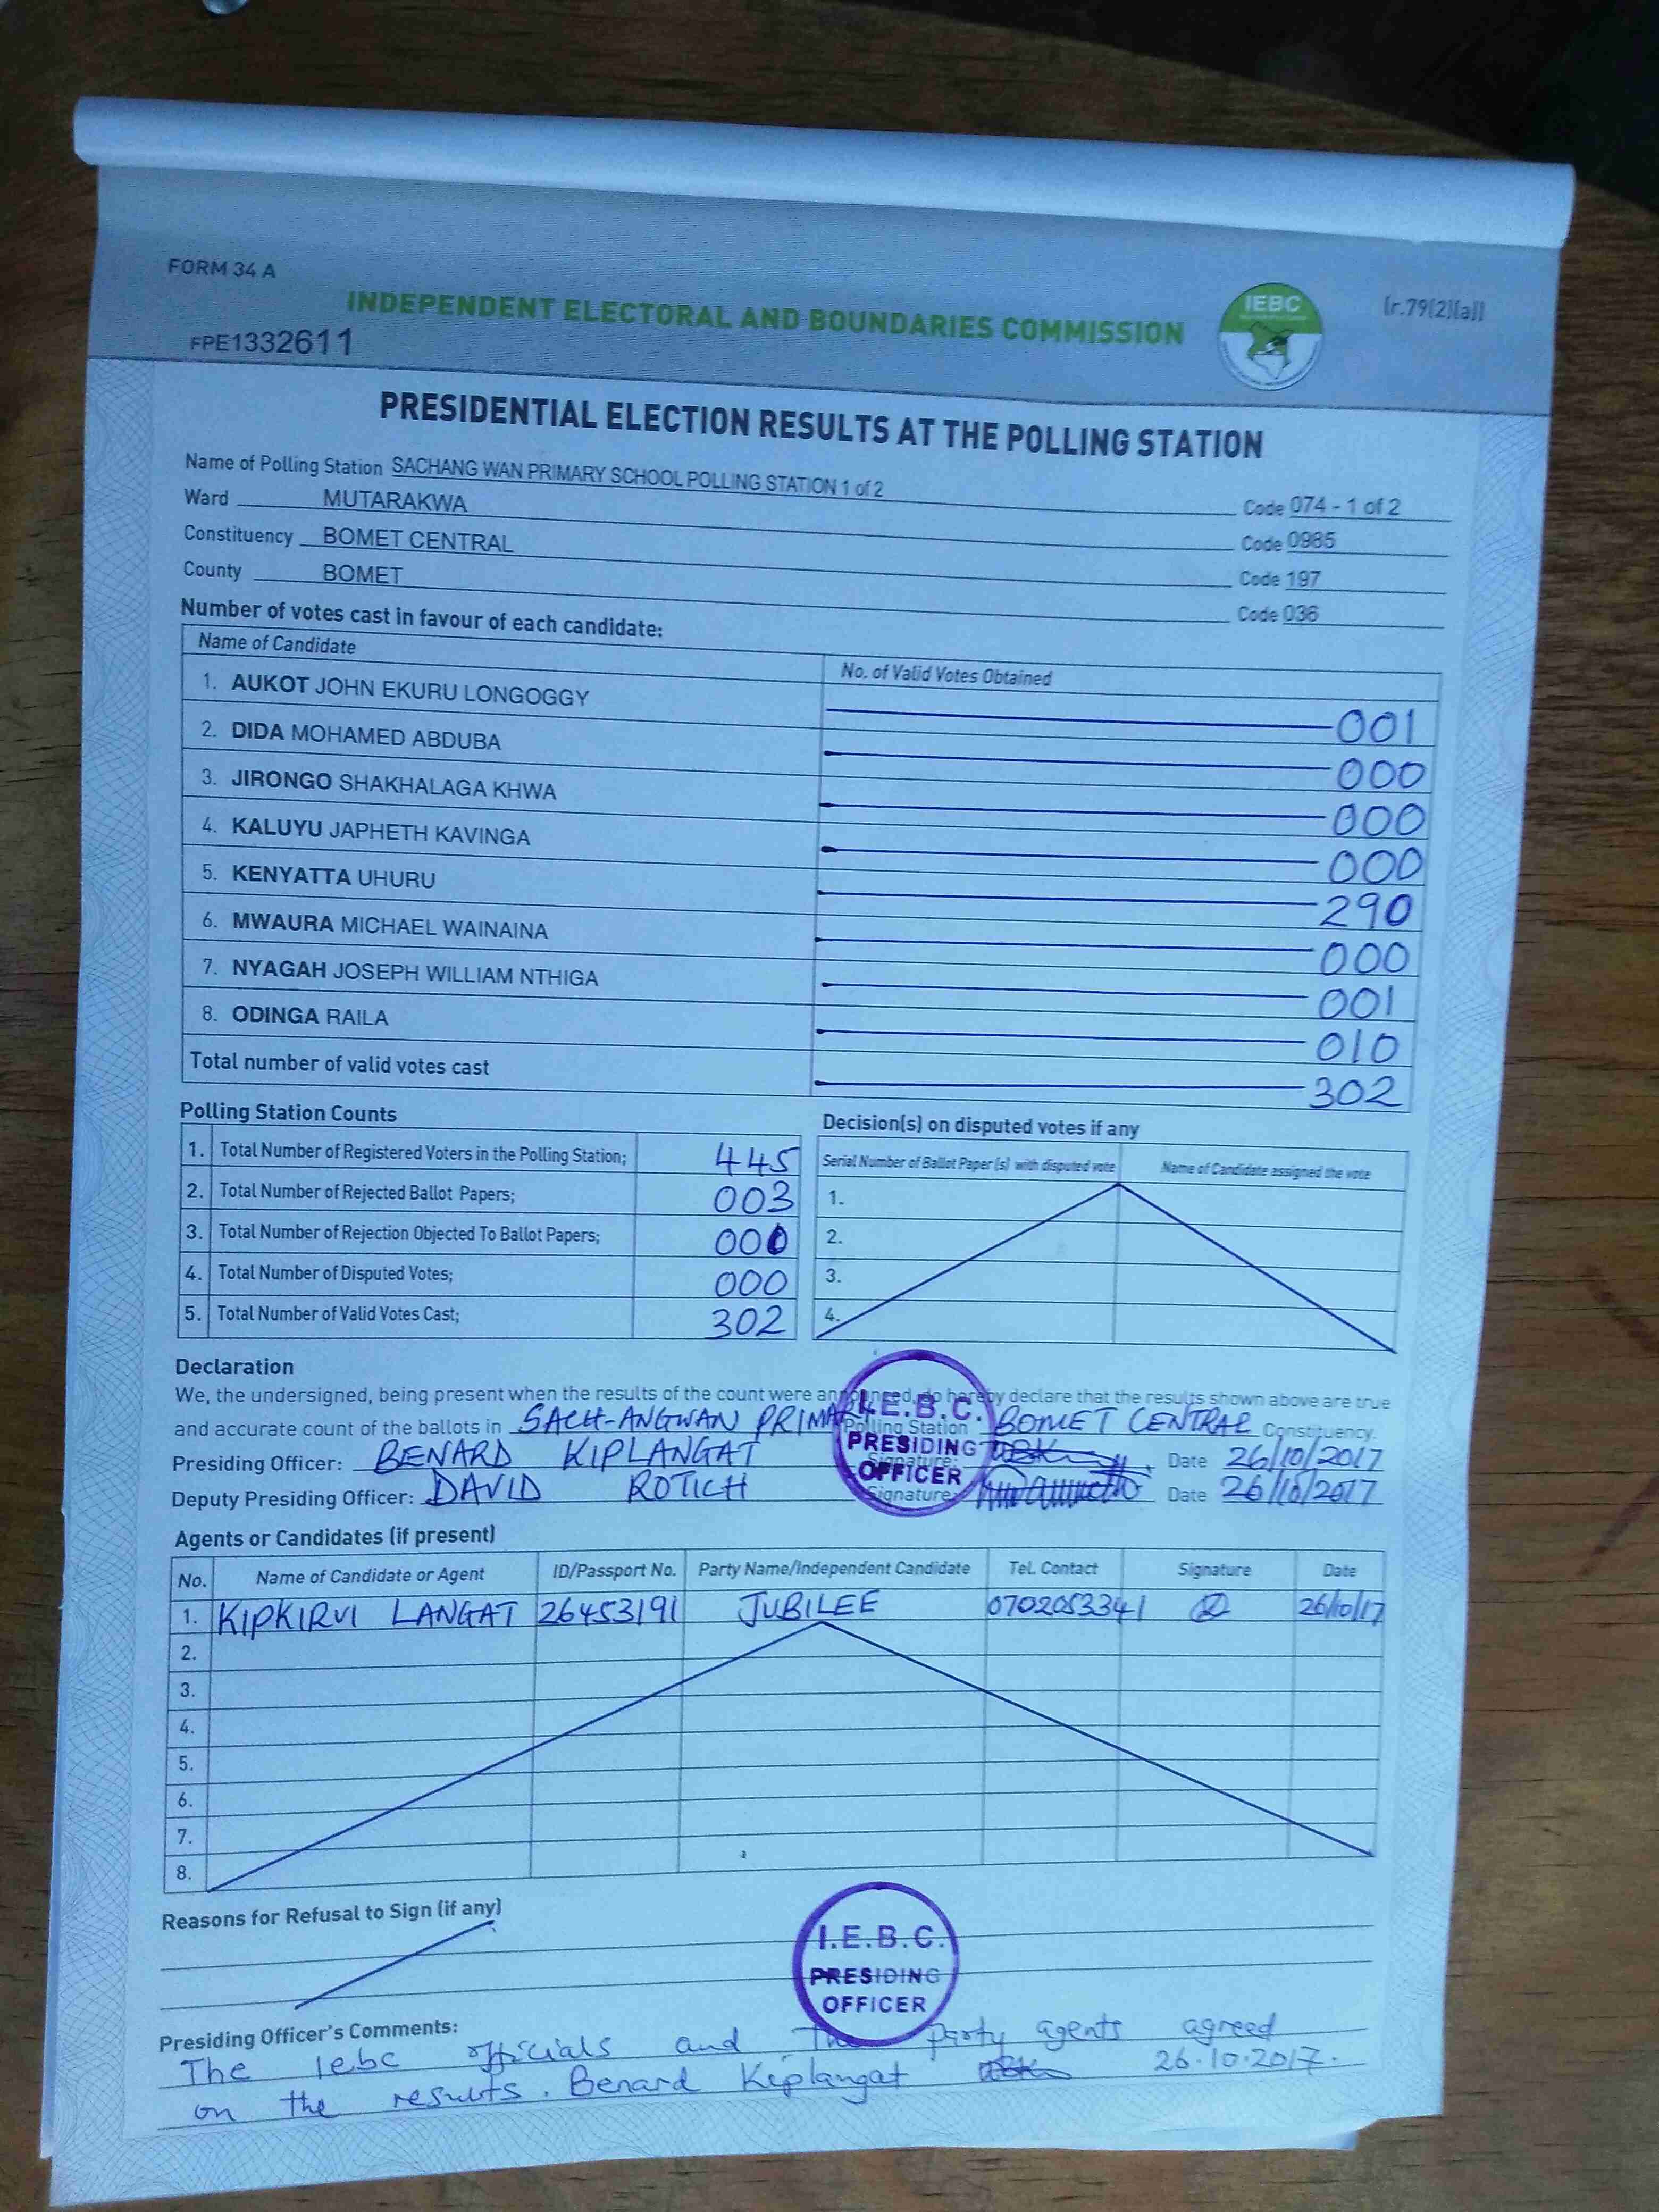 FORM 34 A
INDEPENDENT ELECTORAL AND BOUNDARIES COMMISSION
IEBC
(r.79(2)(a))
FPE1332611
PRESIDENTIAL ELECTION RESULTS AT THE POLLING STATION
Name of Polling Station SACHANG WAN PRIMARY SCHOOL POLLING STATION 1 of 2 Code 074 - 1 of 2
Ward MUTARAKWA Code 0985
Constituency BOMET CENTRAL Code 197
County BOMET Code 036
Number of votes cast in favour of each candidate:
Name of Candidate No. of Valid Votes Obtained
1. AUKOT JOHN EKURU LONGOGGY 001
2. DIDA MOHAMED ABDUBA 000
3. JIRONGO SHAKHALAGA KHWA 000
4. KALUYU JAPHETH KAVINGA 000
5. KENYATTA UHURU 290
6. MWAURA MICHAEL WAINAINA 000
7. NYAGAH JOSEPH WILLIAM NTHIGA 001
8. ODINGA RAILA 010
Total number of valid votes cast 302
Polling Station Counts
1. Total Number of Registered Voters in the Polling Station; 445
2. Total Number of Rejected Ballot Papers; 003
3. Total Number of Rejection Objected To Ballot Papers; 000
4. Total Number of Disputed Votes; 000
5. Total Number of Valid Votes Cast; 302
Decision(s) on disputed votes if any
Serial Number of Ballot Paper (s) with disputed vote Name of Candidate assigned the vote
1.
2.
3.
4.
Declaration
We, the undersigned, being present when the results of the count were announced, do hereby declare that the results shown above are true
and accurate count of the ballots in SACH-ANGWAN PRIMARY Polling Station BOMET CENTRAL Constituency.
Presiding Officer: BENARD KIPLANGAT Signature: Date 26/10/2017
Deputy Presiding Officer: DAVID ROTICH Signature: Date 26/10/2017
I.E.B.C.
PRESIDING
OFFICER
Agents or Candidates (if present)
No. Name of Candidate or Agent ID/Passport No. Party Name/Independent Candidate Tel. Contact Signature Date
1. KIPKIRUI LANGAT 26453191 JUBILEE 0702053341 26/10/17
2.
3.
4.
5.
6.
7.
8.
Reasons for Refusal to Sign (if any)
I.E.B.C.
PRESIDING
OFFICER
Presiding Officer's Comments:
The Iebc officials and The party agents agreed
on the results. Benard Kiplangat 26.10.2017.